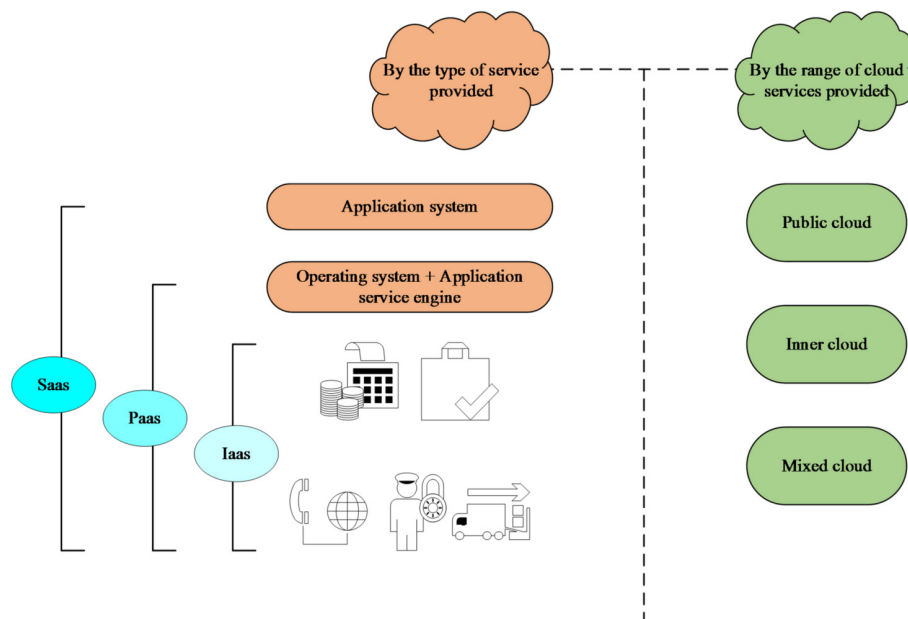 By the type of service
provided
By the range of cloud
services provided
Application system
Public cloud
Operating system + Application
service engine
Inner cloud
Saas
Paas
Iaas
Mixed cloud